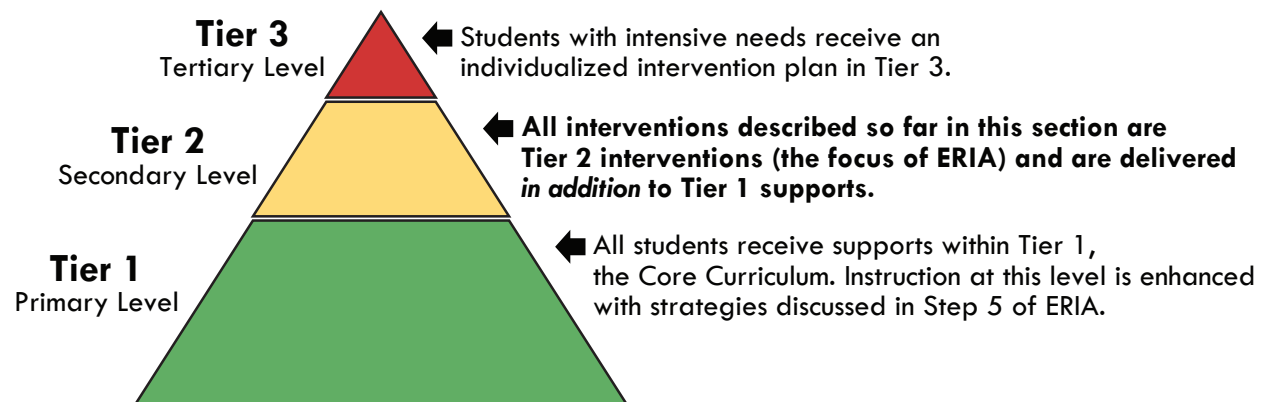 Tier 3
Tertiary Level
Students with intensive needs receive an
individualized intervention plan in Tier 3.
Tier 2
Secondary Level
All interventions described so far in this section are
Tier 2 interventions (the focus of ERIA) and are delivered
in addition to Tier 1 supports.
Tier 1
Primary Level
All students receive supports within Tier 1,
the Core Curriculum. Instruction at this level is enhanced
with strategies discussed in Step 5 of ERIA.